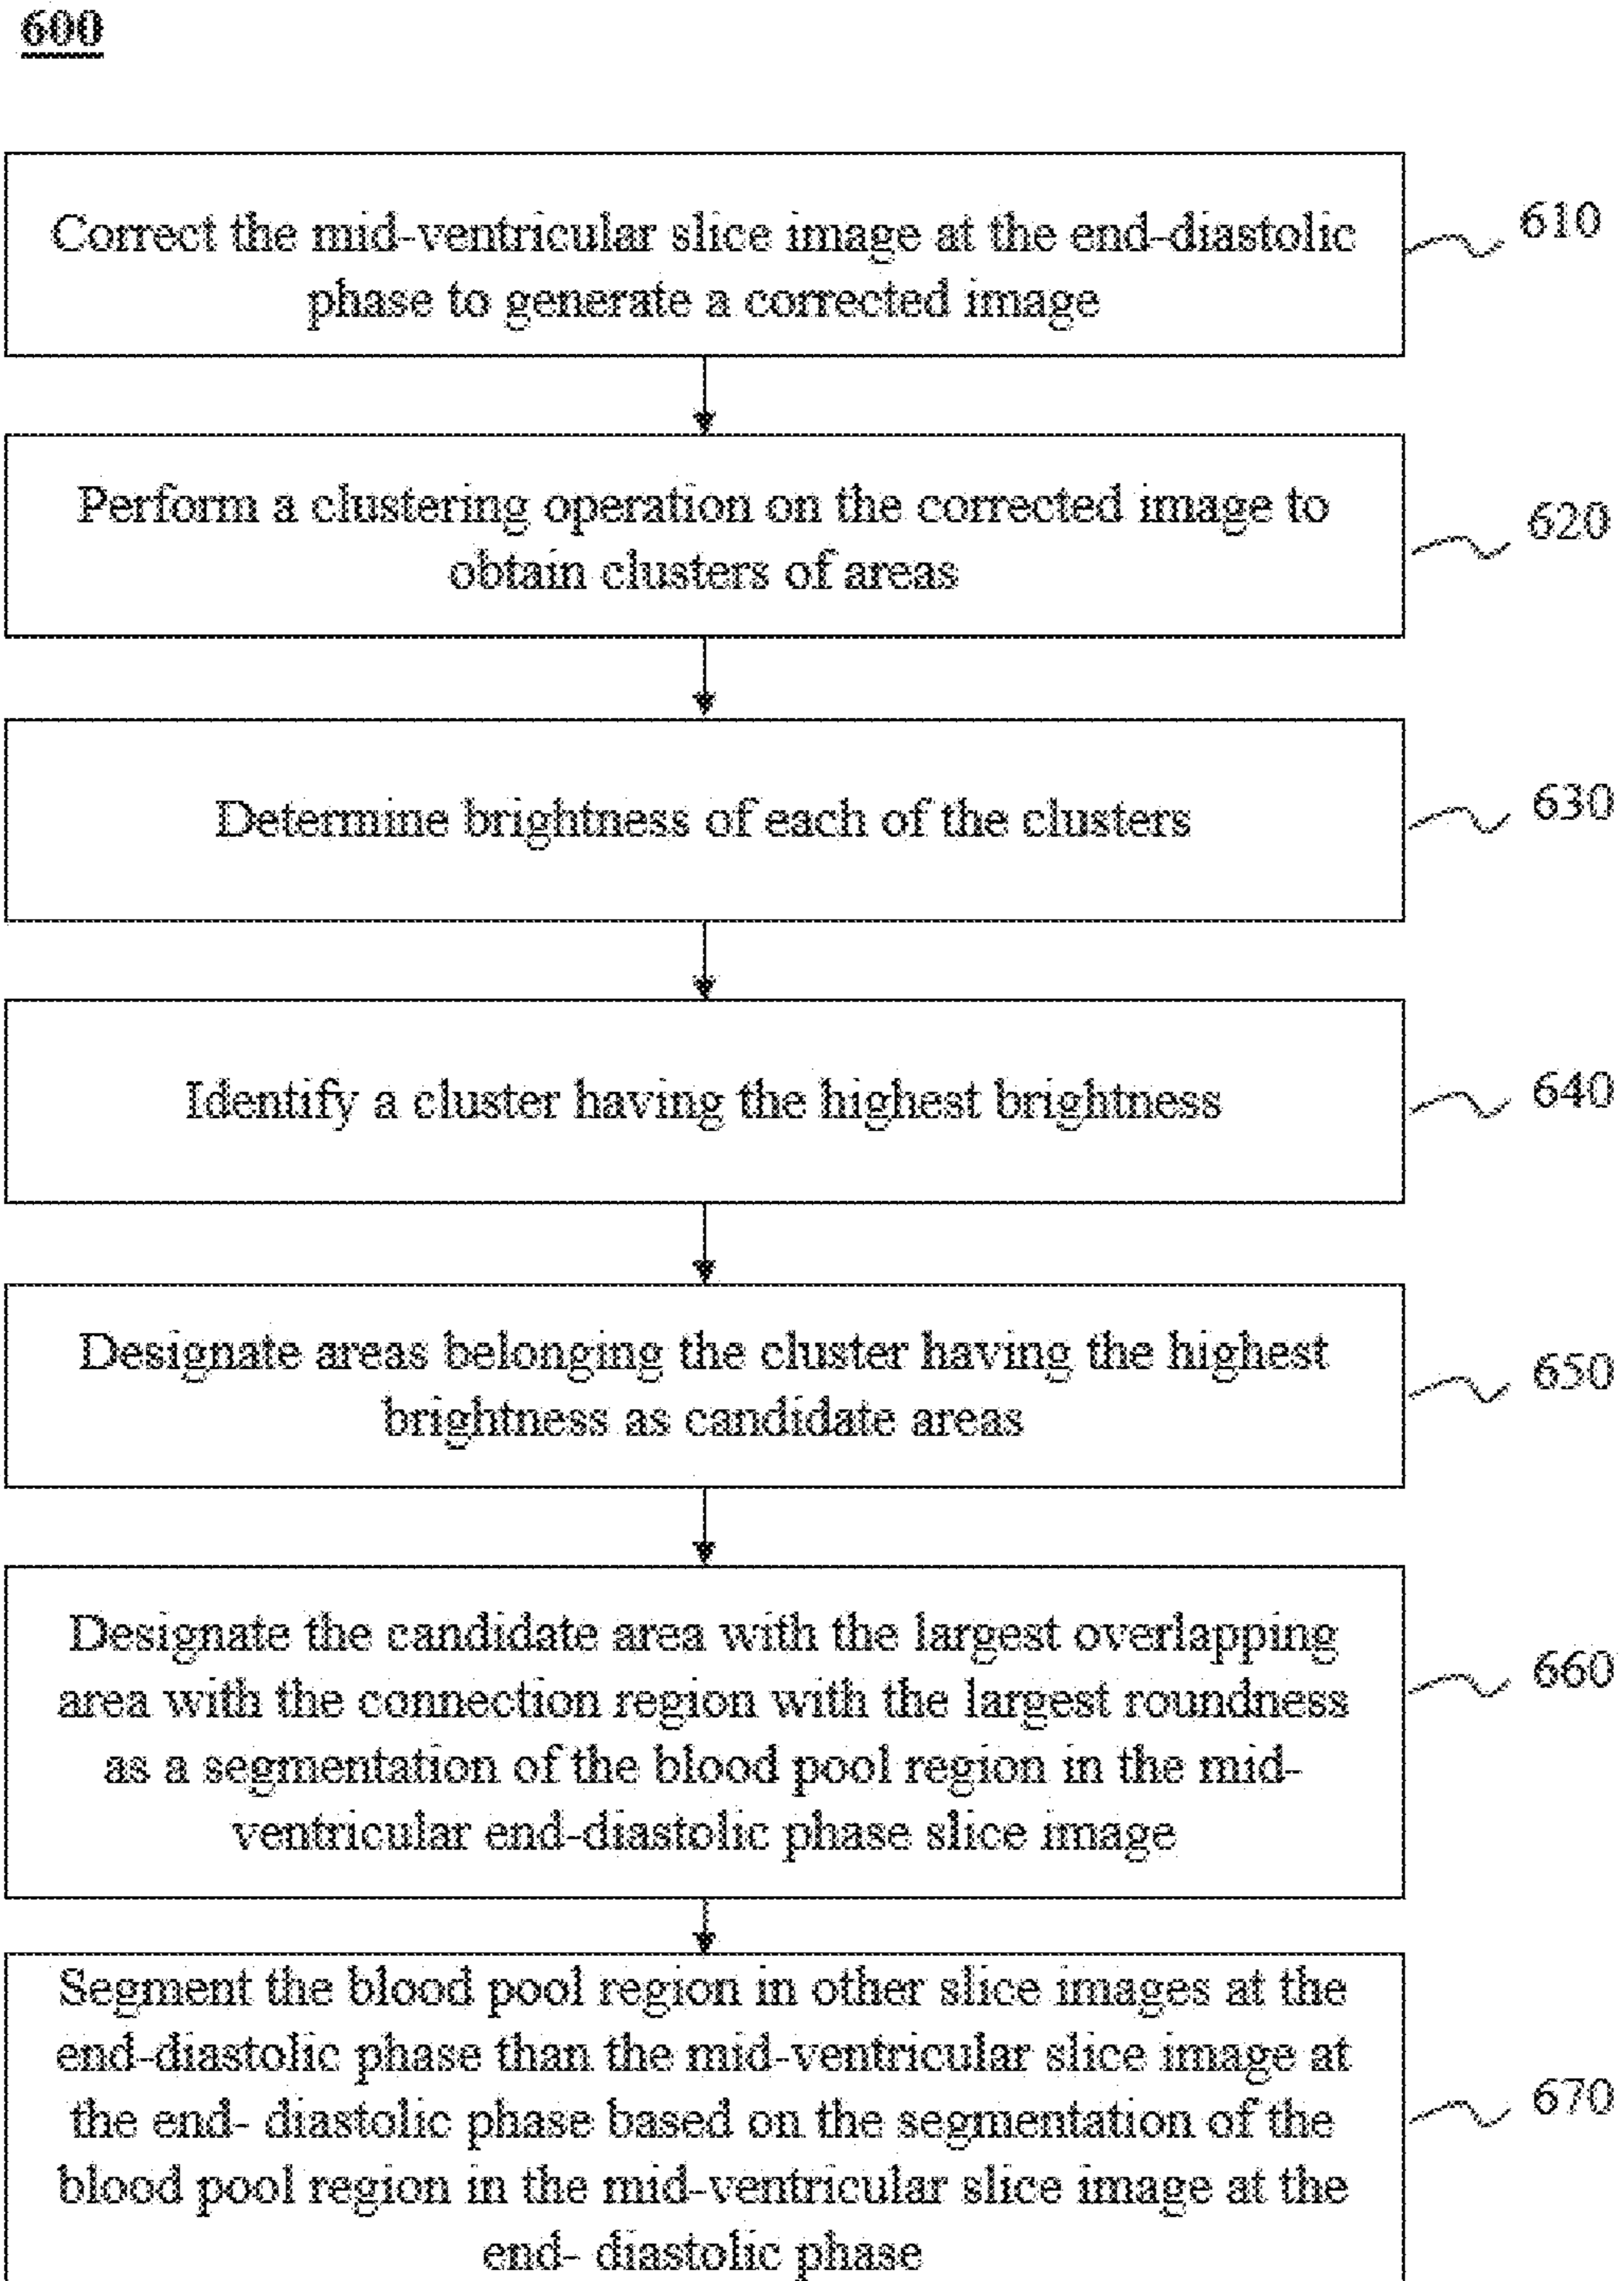 600
Correct the mid-ventricular slice image at the end-diastolic
phase to generate a corrected image
610
Perform a clustering operation on the corrected image to
obtain clusters of areas
620
Determine brightness of each of the clusters
630
Identify a cluster having the highest brightness
640
Designate areas belonging the cluster having the highest
brightness as candidate areas
650
Designate the candidate area with the largest overlapping
area with the connection region with the largest roundness
as a segmentation of the blood pool region in the mid-
ventricular end-diastolic phase slice image
660
Segment the blood pool region in other slice images at the
end-diastolic phase than the mid-ventricular slice image at
the end- diastolic phase based on the segmentation of the
blood pool region in the mid-ventricular slice image at the
end- diastolic phase
670